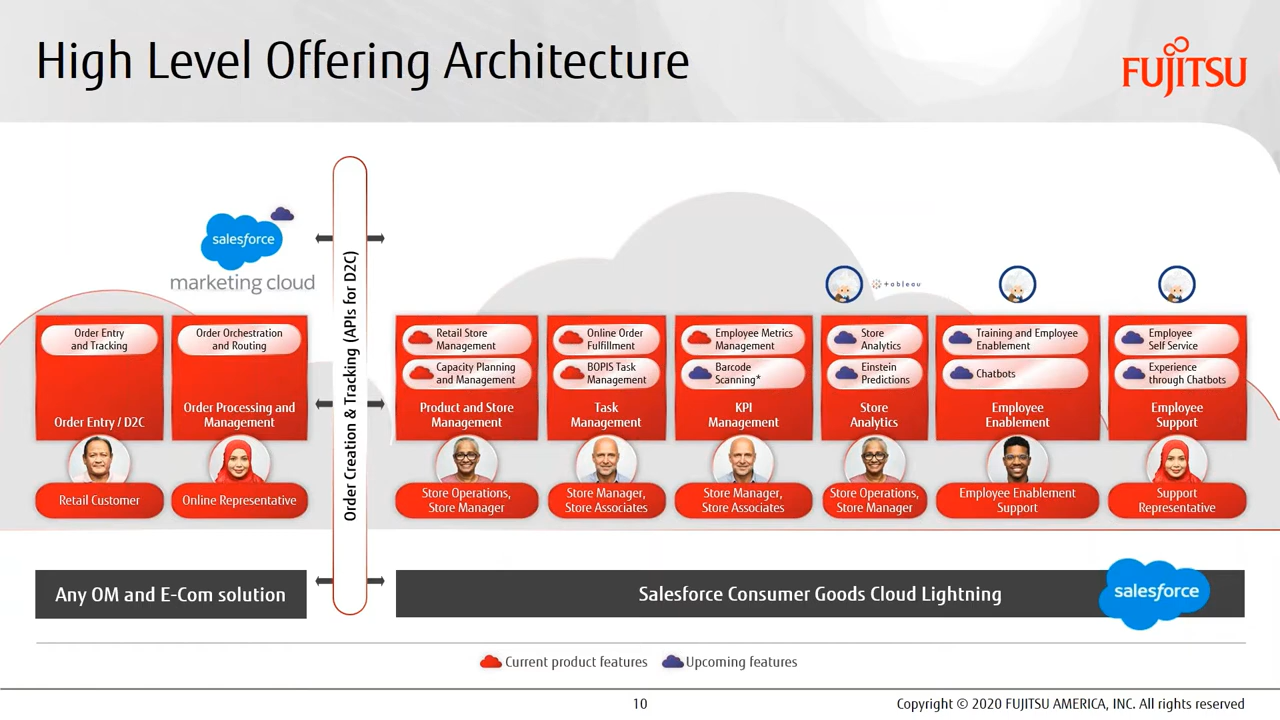 High Level Offering Architecture
FUJITSU
salesforce
marketing cloud
Order Creation & Tracking (APIs for D2C)
Order Entry
and Tracking
Order Entry / D2C
Retail Customer
Order Orchestration
and Routing
Order Processing and
Management
Online Representative
Retail Store
Management
Capacity Planning
and Management
Product and Store
Management
Store Operations,
Store Manager
Online Order
Fulfillment
BOPIS Task
Management
Task
Management
Store Manager,
Store Associates
Employee Metrics
Management
Barcode
Scanning*
KPI
Management
Store Manager,
Store Associates
+ableau
Store
Analytics
Einstein
Predictions
Store
Analytics
Store Operations,
Store Manager
Training and Employee
Enablement
Chatbots
Employee
Enablement
Employee Enablement
Support
Employee
Self Service
Experience
through Chatbots
Employee
Support
Support
Representative
Any OM and E-Com solution
Salesforce Consumer Goods Cloud Lightning
salesforce
Current product features
Upcoming features
10
Copyright © 2020 FUJITSU AMERICA, INC. All rights reserved